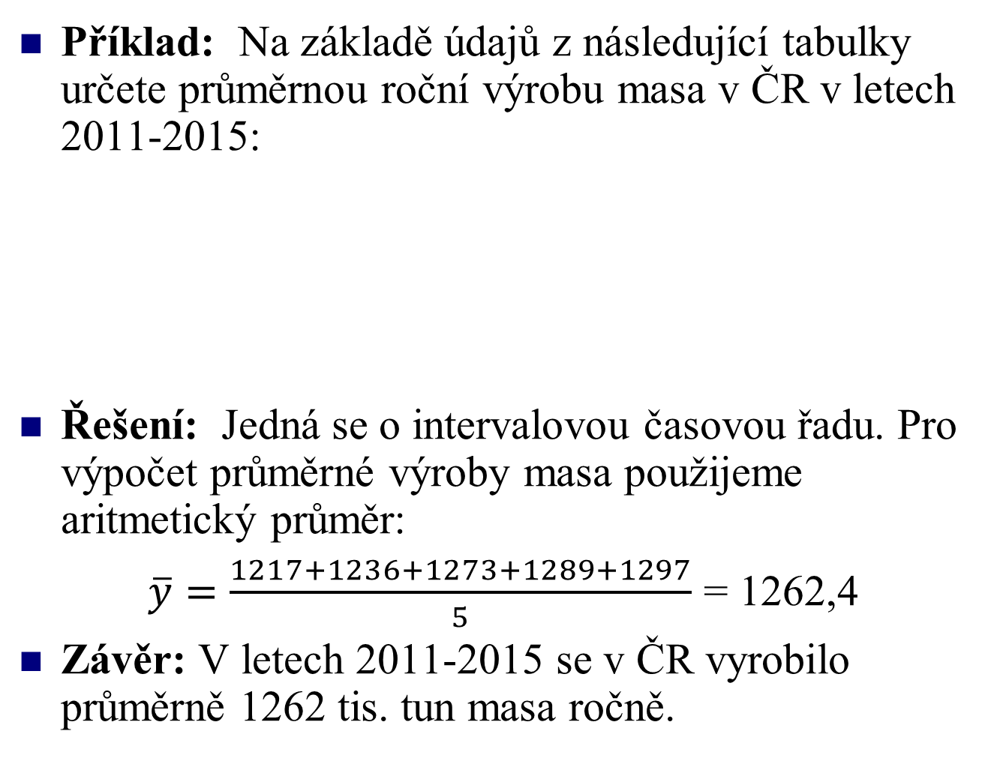 Příklad: Na základě údajů z následující tabulky
určete průměrnou roční výrobu masa v ČR v letech
2011-2015:
Řešení: Jedná se o intervalovou časovou řadu. Pro
výpočet průměrné výroby masa použijeme
aritmetický průměr:
ȳ = (1217+1236+1273+1289+1297)/5 = 1262,4
Závěr: V letech 2011-2015 se v ČR vyrobilo
průměrně 1262 tis. tun masa ročně.